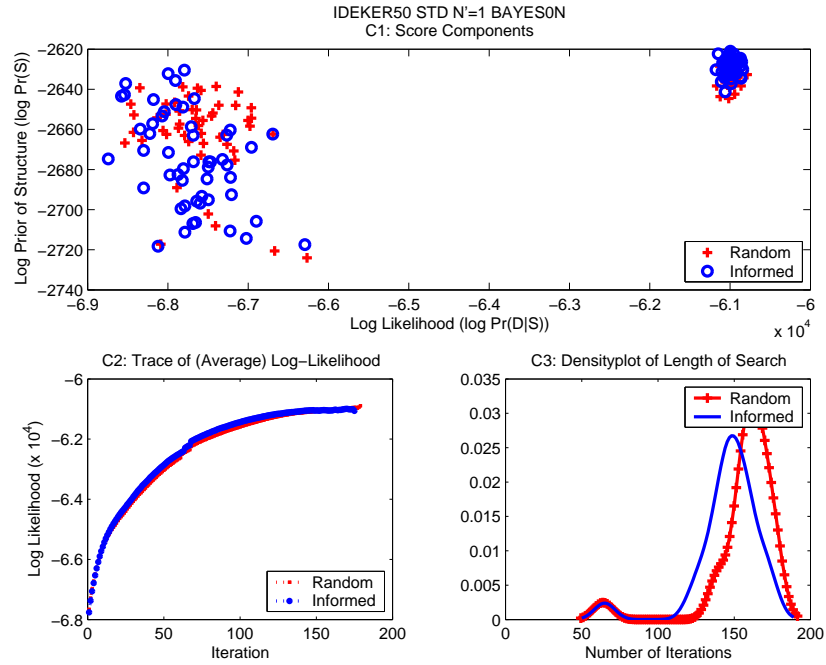 IDEKER50 STD N'=1 BAYES0N
C1: Score Components
−2620
−2640
−2660
−2680
−2700
−2720
−2740
Log Prior of Structure (log Pr(S))
Random
Informed
−6.9 −6.8 −6.7 −6.6 −6.5 −6.4 −6.3 −6.2 −6.1 −6
Log Likelihood (log Pr(D|S))
x 10^4
C2: Trace of (Average) Log−Likelihood
−6
−6.2
−6.4
−6.6
−6.8
Log Likelihood (x 10^4)
Random
Informed
0 50 100 150 200
Iteration
C3: Densityplot of Length of Search
0.035
0.03
0.025
0.02
0.015
0.01
0.005
0
Random
Informed
0 50 100 150 200
Number of Iterations